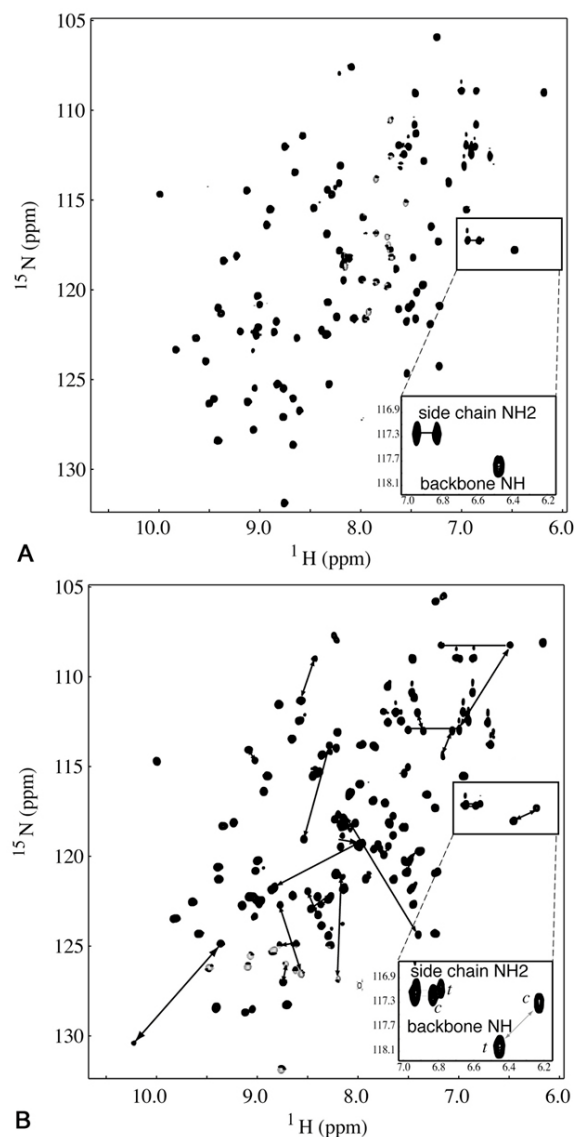 105
110
115
120
125
130
15N (ppm)
116.9
117.3
117.7
118.1
side chain NH2
backbone NH
7.0 6.8 6.6 6.4 6.2
10.0 9.0 8.0 7.0 6.0
1H (ppm)
A
105
110
115
120
125
130
15N (ppm)
116.9
117.3
117.7
118.1
side chain NH2
t
c
c
backbone NH
t
7.0 6.8 6.6 6.4 6.2
10.0 9.0 8.0 7.0 6.0
1H (ppm)
B